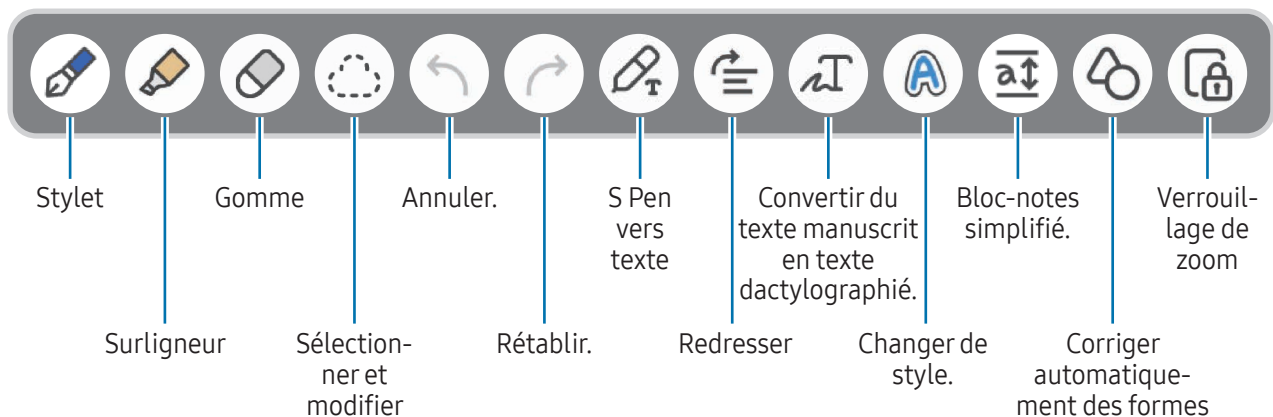 Stylet
Gomme
Annuler.
S Pen
vers
texte
Convertir du
texte manuscrit
en texte
dactylographié.
Bloc-notes
simplifié.
Verrouil-
lage de
zoom
Surligneur
Sélection-
ner et
modifier
Rétablir.
Redresser
Changer de
style.
Corriger
automatique-
ment des formes